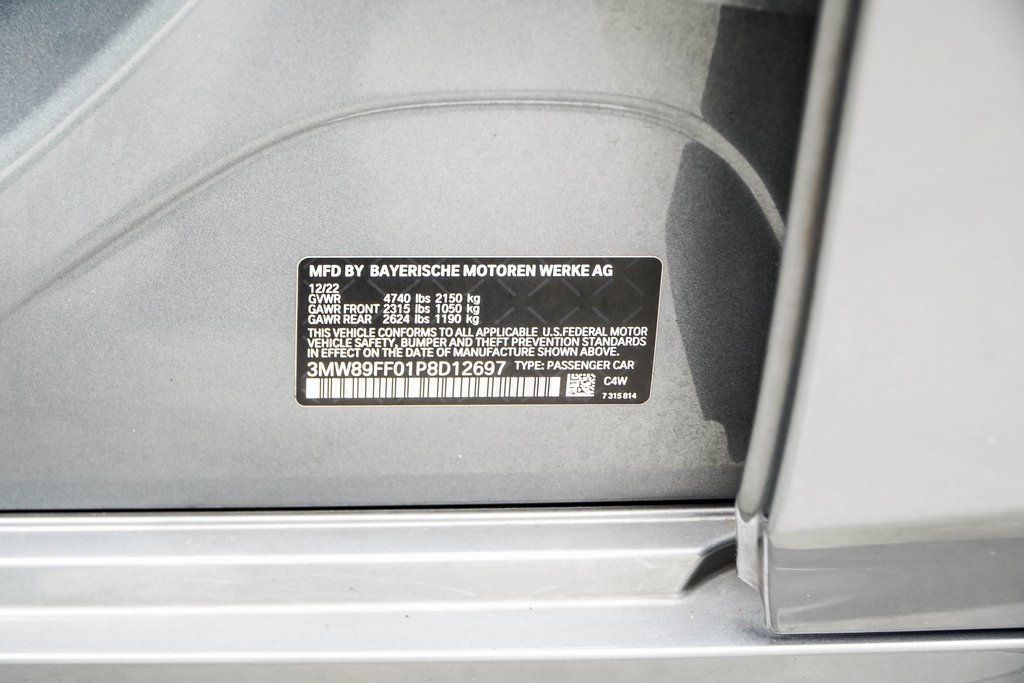 MFD BY BAYERISCHE MOTOREN WERKE AG
12/22
GVWR 4740 lbs 2150 kg
GAWR FRONT 2315 lbs 1050 kg
GAWR REAR 2624 lbs 1190 kg
THIS VEHICLE CONFORMS TO ALL APPLICABLE U.S.FEDERAL MOTOR
VEHICLE SAFETY, BUMPER AND THEFT PREVENTION STANDARDS
IN EFFECT ON THE DATE OF MANUFACTURE SHOWN ABOVE.
3MW89FF01P8D12697 TYPE: PASSENGER CAR
C4W
7 315 814